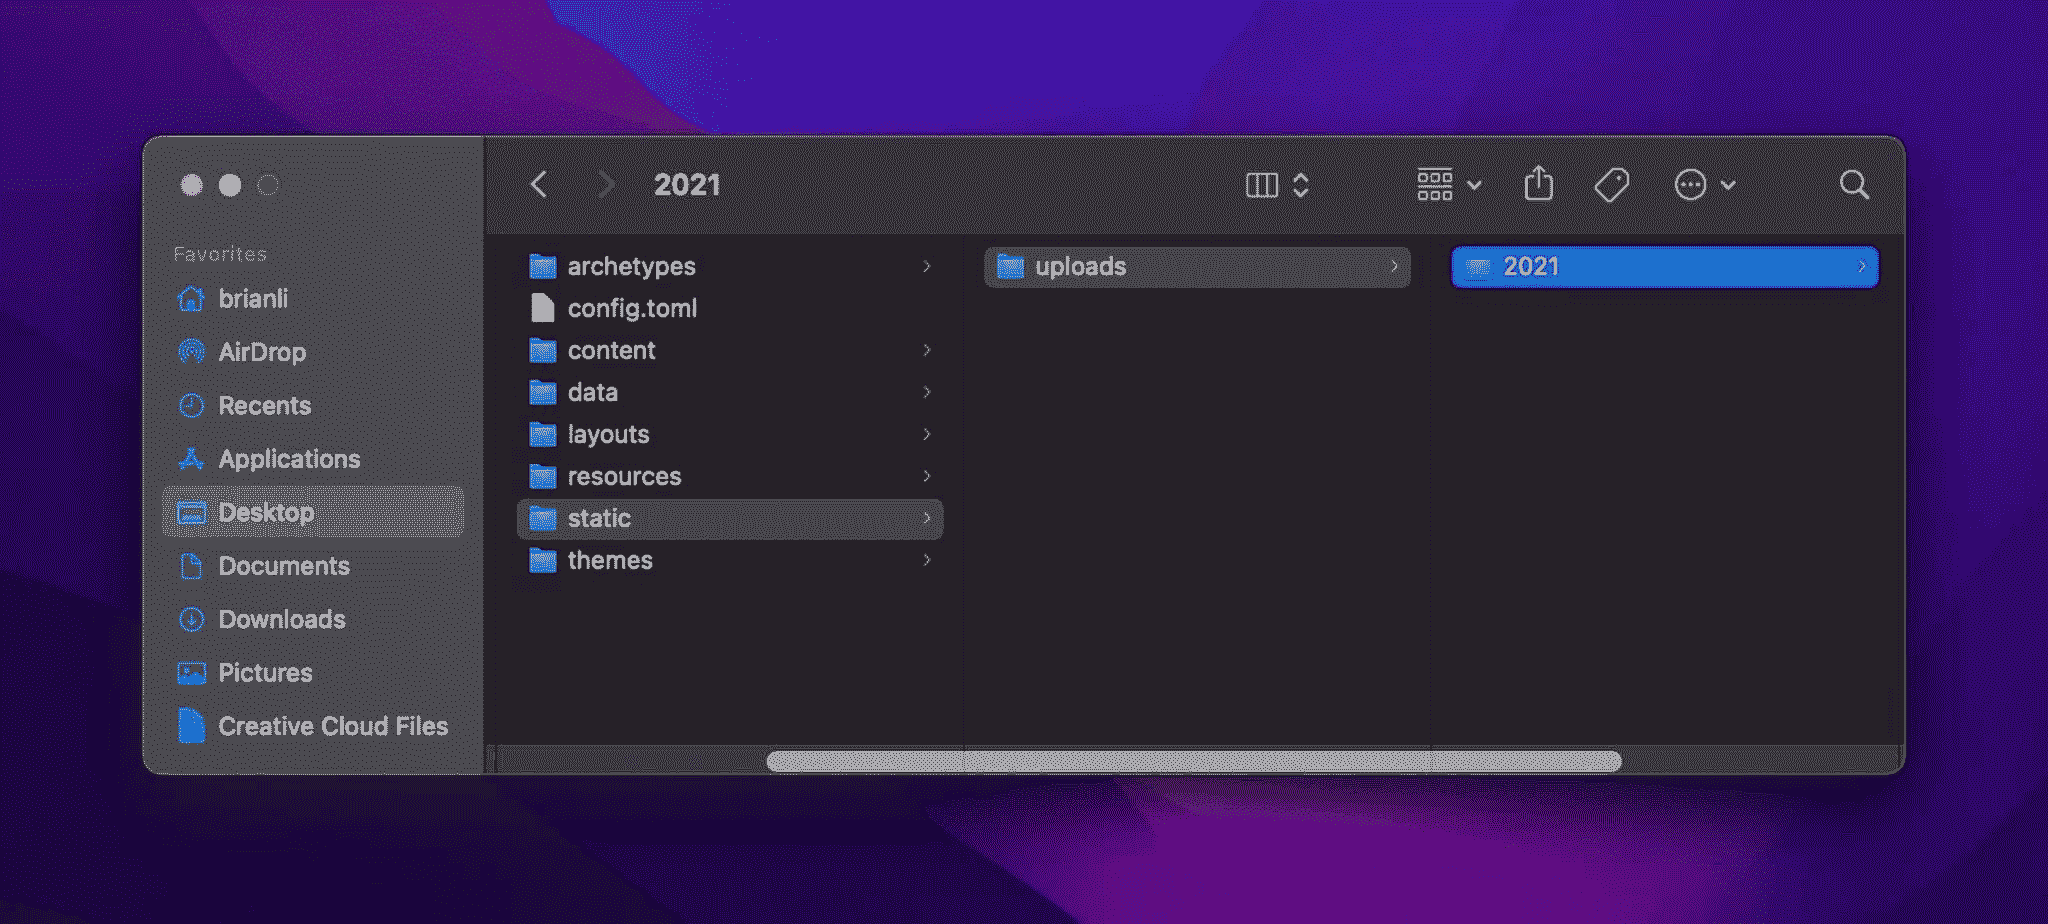 2021
Favorites
brianli
AirDrop
Recents
Applications
Desktop
Documents
Downloads
Pictures
Creative Cloud Files
archetypes
config.toml
content
data
layouts
resources
static
themes
uploads
2021